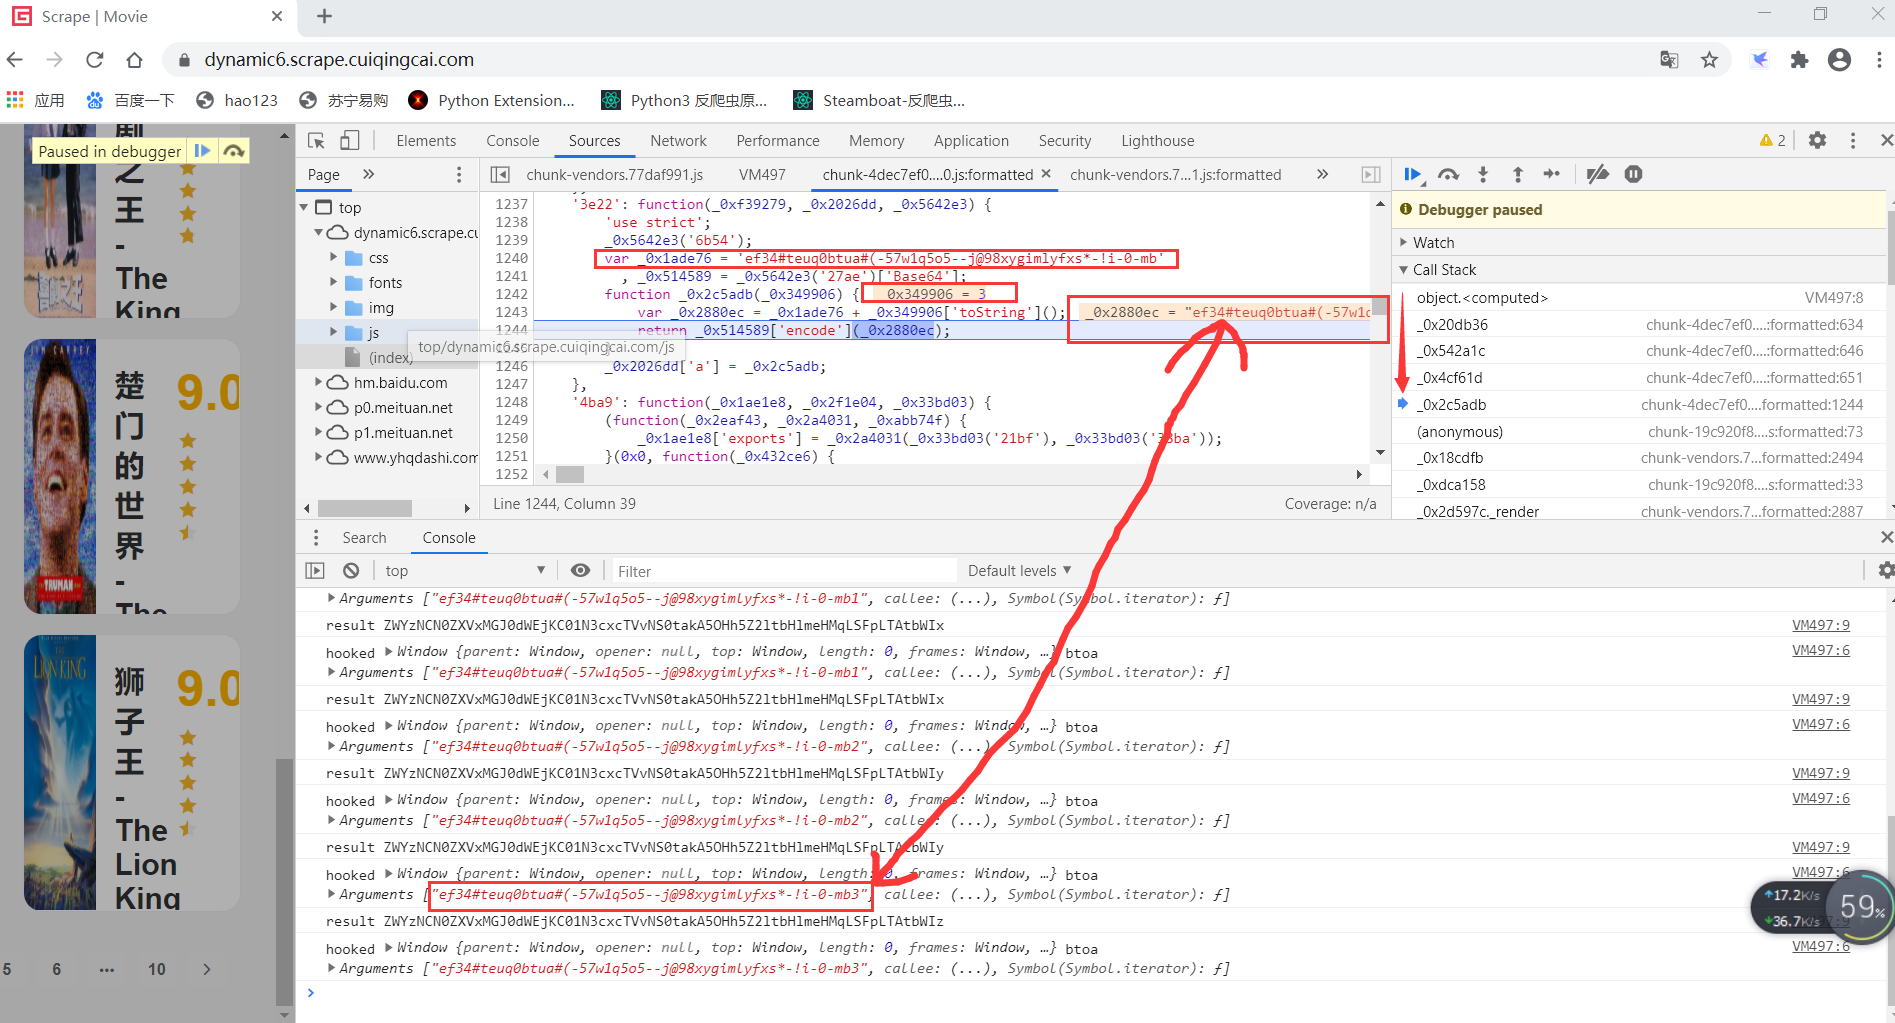 Scrape | Movie
dynamic6.scrape.cuiqingcai.com
应用
百度一下
hao123
苏宁易购
Python Extension...
Python3 反爬虫原...
Steamboat-反爬虫...
Paused in debugger
之
王
-
The
King
9.0
楚
门
的
世
界
-
The
TRUMAN
9.0
狮
子
王
-
The
Lion
King
5 6 ... 10
Elements Console Sources Network Performance Memory Application Security Lighthouse
2
Page
top
dynamic6.scrape.cu
css
fonts
img
js
(index)
hm.baidu.com
p0.meituan.net
p1.meituan.net
www.yhqdashi.com
top/dynamic6.scrape.cuiqingcai.com/js
chunk-vendors.77daf991.js VM497 chunk-4dec7ef0....0.js:formatted chunk-vendors.7...1.js:formatted
1237 '3e22': function(_0xf39279, _0x2026dd, _0x5642e3) {
1238 'use strict';
1239 _0x5642e3('6b54');
1240 var _0x1ade76 = 'ef34#teuq0btua#(-57w1q5o5--j@98xygimlyfxs*-!i-0-mb'
1241 , _0x514589 = _0x5642e3('27ae')['Base64'];
1242 function _0x2c5adb(_0x349906) { _0x349906 = 3
1243 var _0x2880ec = _0x1ade76 + _0x349906['toString'](); _0x2880ec = "ef34#teuq0btua#(-57w1
1244 return _0x514589['encode'](_0x2880ec);
1246 _0x2026dd['a'] = _0x2c5adb;
1247 },
1248 '4ba9': function(_0x1ae1e8, _0x2f1e04, _0x33bd03) {
1249 (function(_0x2eaf43, _0x2a4031, _0xabb74f) {
1250 _0x1ae1e8['exports'] = _0x2a4031(_0x33bd03('21bf'), _0x33bd03('38ba'));
1251 }(0x0, function(_0x432ce6) {
1252
Line 1244, Column 39
Coverage: n/a
Debugger paused
Watch
Call Stack
object.<computed> VM497:8
_0x20db36 chunk-4dec7ef0....:formatted:634
_0x542a1c chunk-4dec7ef0....:formatted:646
_0x4cf61d chunk-4dec7ef0....:formatted:651
_0x2c5adb chunk-4dec7ef0....formatted:1244
(anonymous) chunk-19c920f8....s:formatted:73
_0x18cdfb chunk-vendors.7...formatted:2494
_0xdca158 chunk-19c920f8....s:formatted:33
_0x2d597c._render chunk-vendors.7...formatted:2887
Search Console
top
Filter
Default levels
Arguments ["ef34#teuq0btua#(-57w1q5o5--j@98xygimlyfxs*-!i-0-mb1", callee: (...), Symbol(Symbol.iterator): ƒ]
result ZWYzNCN0ZXVxMGJ0dWEjKC01N3cxcTVvNS0takA5OHh5Z2ltbHlmeHMqLSFpLTAtbWIx VM497:9
hooked Window {parent: Window, opener: null, top: Window, length: 0, frames: Window, …} btoa VM497:6
Arguments ["ef34#teuq0btua#(-57w1q5o5--j@98xygimlyfxs*-!i-0-mb1", callee: (...), Symbol(Symbol.iterator): ƒ]
result ZWYzNCN0ZXVxMGJ0dWEjKC01N3cxcTVvNS0takA5OHh5Z2ltbHlmeHMqLSFpLTAtbWIx VM497:9
hooked Window {parent: Window, opener: null, top: Window, length: 0, frames: Window, …} btoa VM497:6
Arguments ["ef34#teuq0btua#(-57w1q5o5--j@98xygimlyfxs*-!i-0-mb2", callee: (...), Symbol(Symbol.iterator): ƒ]
result ZWYzNCN0ZXVxMGJ0dWEjKC01N3cxcTVvNS0takA5OHh5Z2ltbHlmeHMqLSFpLTAtbWIy VM497:9
hooked Window {parent: Window, opener: null, top: Window, length: 0, frames: Window, …} btoa VM497:6
Arguments ["ef34#teuq0btua#(-57w1q5o5--j@98xygimlyfxs*-!i-0-mb2", callee: (...), Symbol(Symbol.iterator): ƒ]
result ZWYzNCN0ZXVxMGJ0dWEjKC01N3cxcTVvNS0takA5OHh5Z2ltbHlmeHMqLSFpLTAtbWIy VM497:9
hooked Window {parent: Window, opener: null, top: Window, length: 0, frames: Window, …} btoa VM497:6
Arguments ["ef34#teuq0btua#(-57w1q5o5--j@98xygimlyfxs*-!i-0-mb3", callee: (...), Symbol(Symbol.iterator): ƒ]
result ZWYzNCN0ZXVxMGJ0dWEjKC01N3cxcTVvNS0takA5OHh5Z2ltbHlmeHMqLSFpLTAtbWIz
hooked Window {parent: Window, opener: null, top: Window, length: 0, frames: Window, …} btoa VM497:6
Arguments ["ef34#teuq0btua#(-57w1q5o5--j@98xygimlyfxs*-!i-0-mb3", callee: (...), Symbol(Symbol.iterator): ƒ]
17.2K/s
36.7K/s
59%